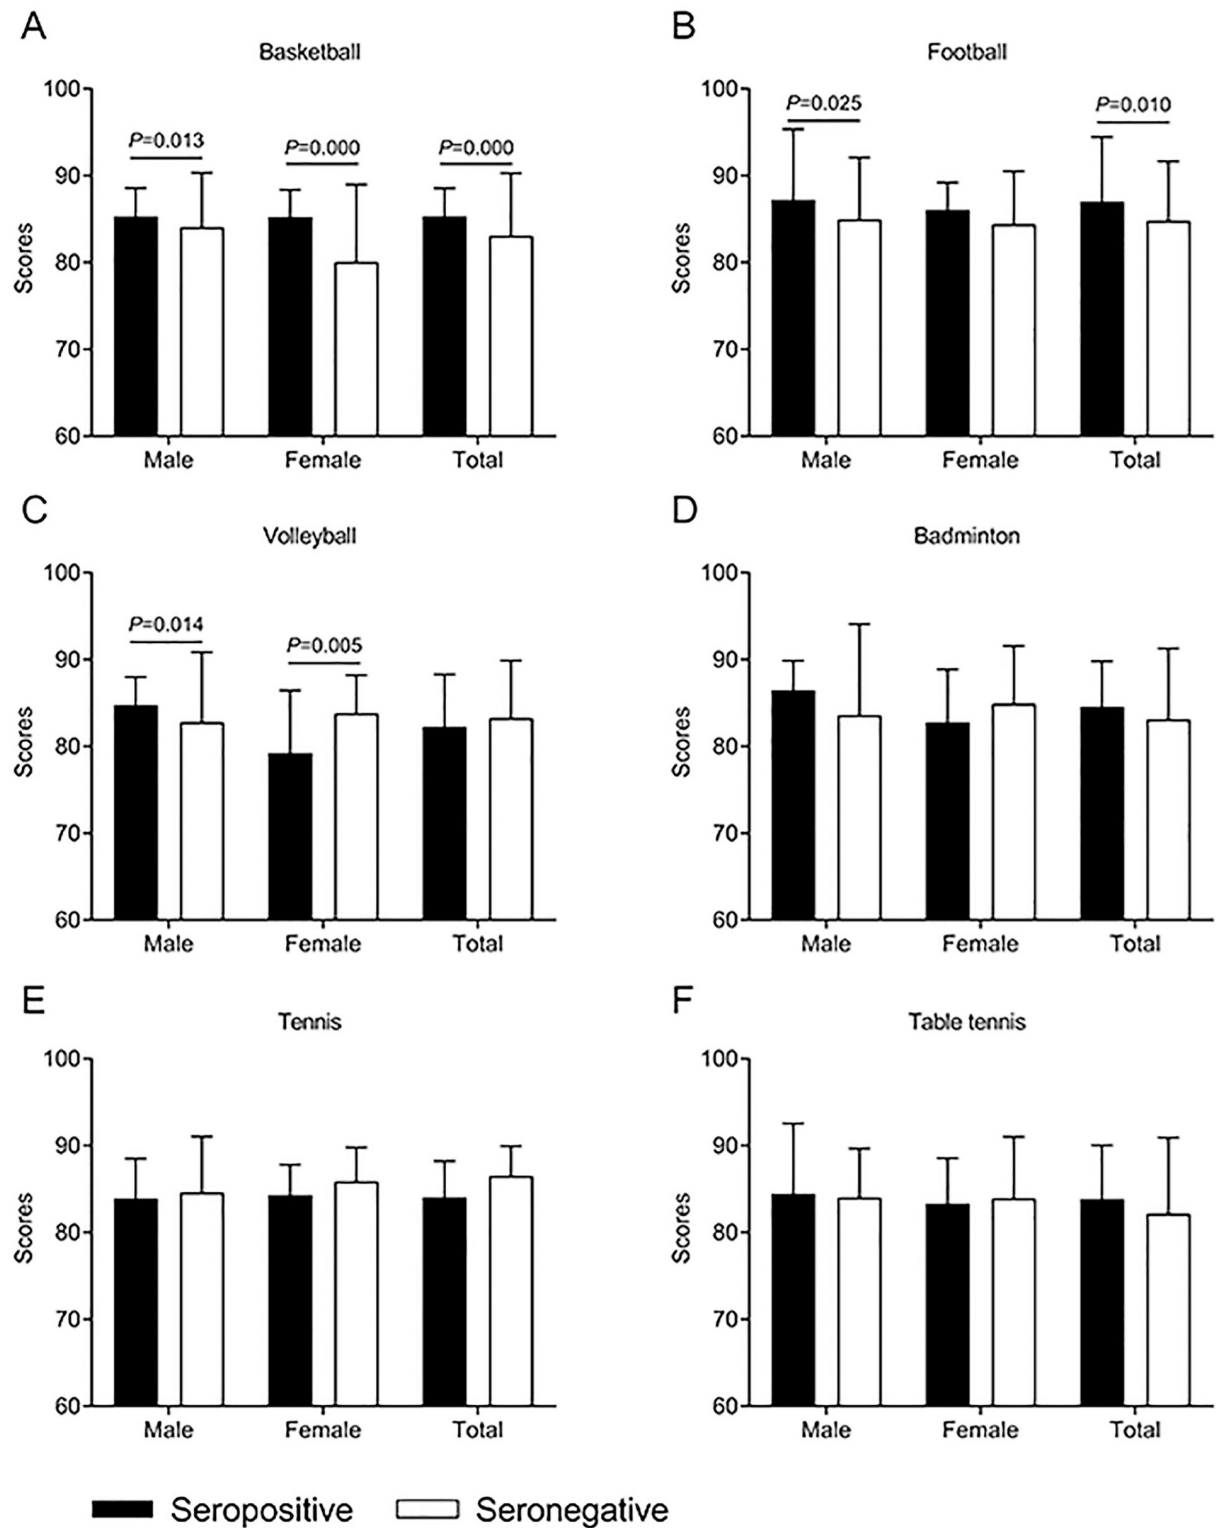 A
Basketball
100
90
80
70
60
Scores
P=0.013
P=0.000
P=0.000
Male
Female
Total
B
Football
100
90
80
70
60
Scores
P=0.025
P=0.010
Male
Female
Total
C
Volleyball
100
90
80
70
60
Scores
P=0.014
P=0.005
Male
Female
Total
D
Badminton
100
90
80
70
60
Scores
Male
Female
Total
E
Tennis
100
90
80
70
60
Scores
Male
Female
Total
F
Table tennis
100
90
80
70
60
Scores
Male
Female
Total
Seropositive
Seronegative